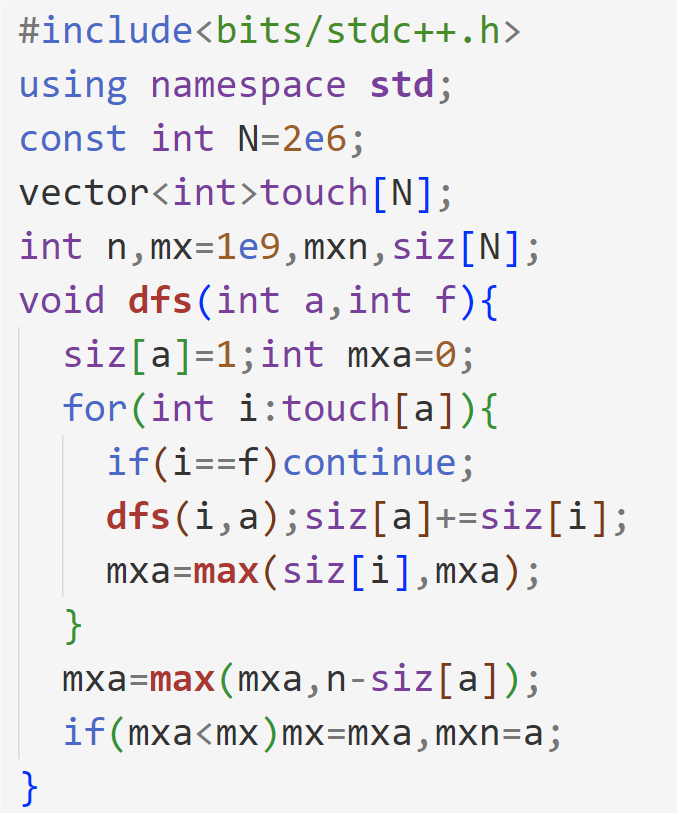 #include<bits/stdc++.h>
using namespace std;
const int N=2e6;
vector<int>touch[N];
int n,mx=1e9,mxn,siz[N];
void dfs(int a,int f){
  siz[a]=1;int mxa=0;
  for(int i:touch[a]){
    if(i==f)continue;
    dfs(i,a);siz[a]+=siz[i];
    mxa=max(siz[i],mxa);
  }
  mxa=max(mxa,n-siz[a]);
  if(mxa<mx)mx=mxa,mxn=a;
}